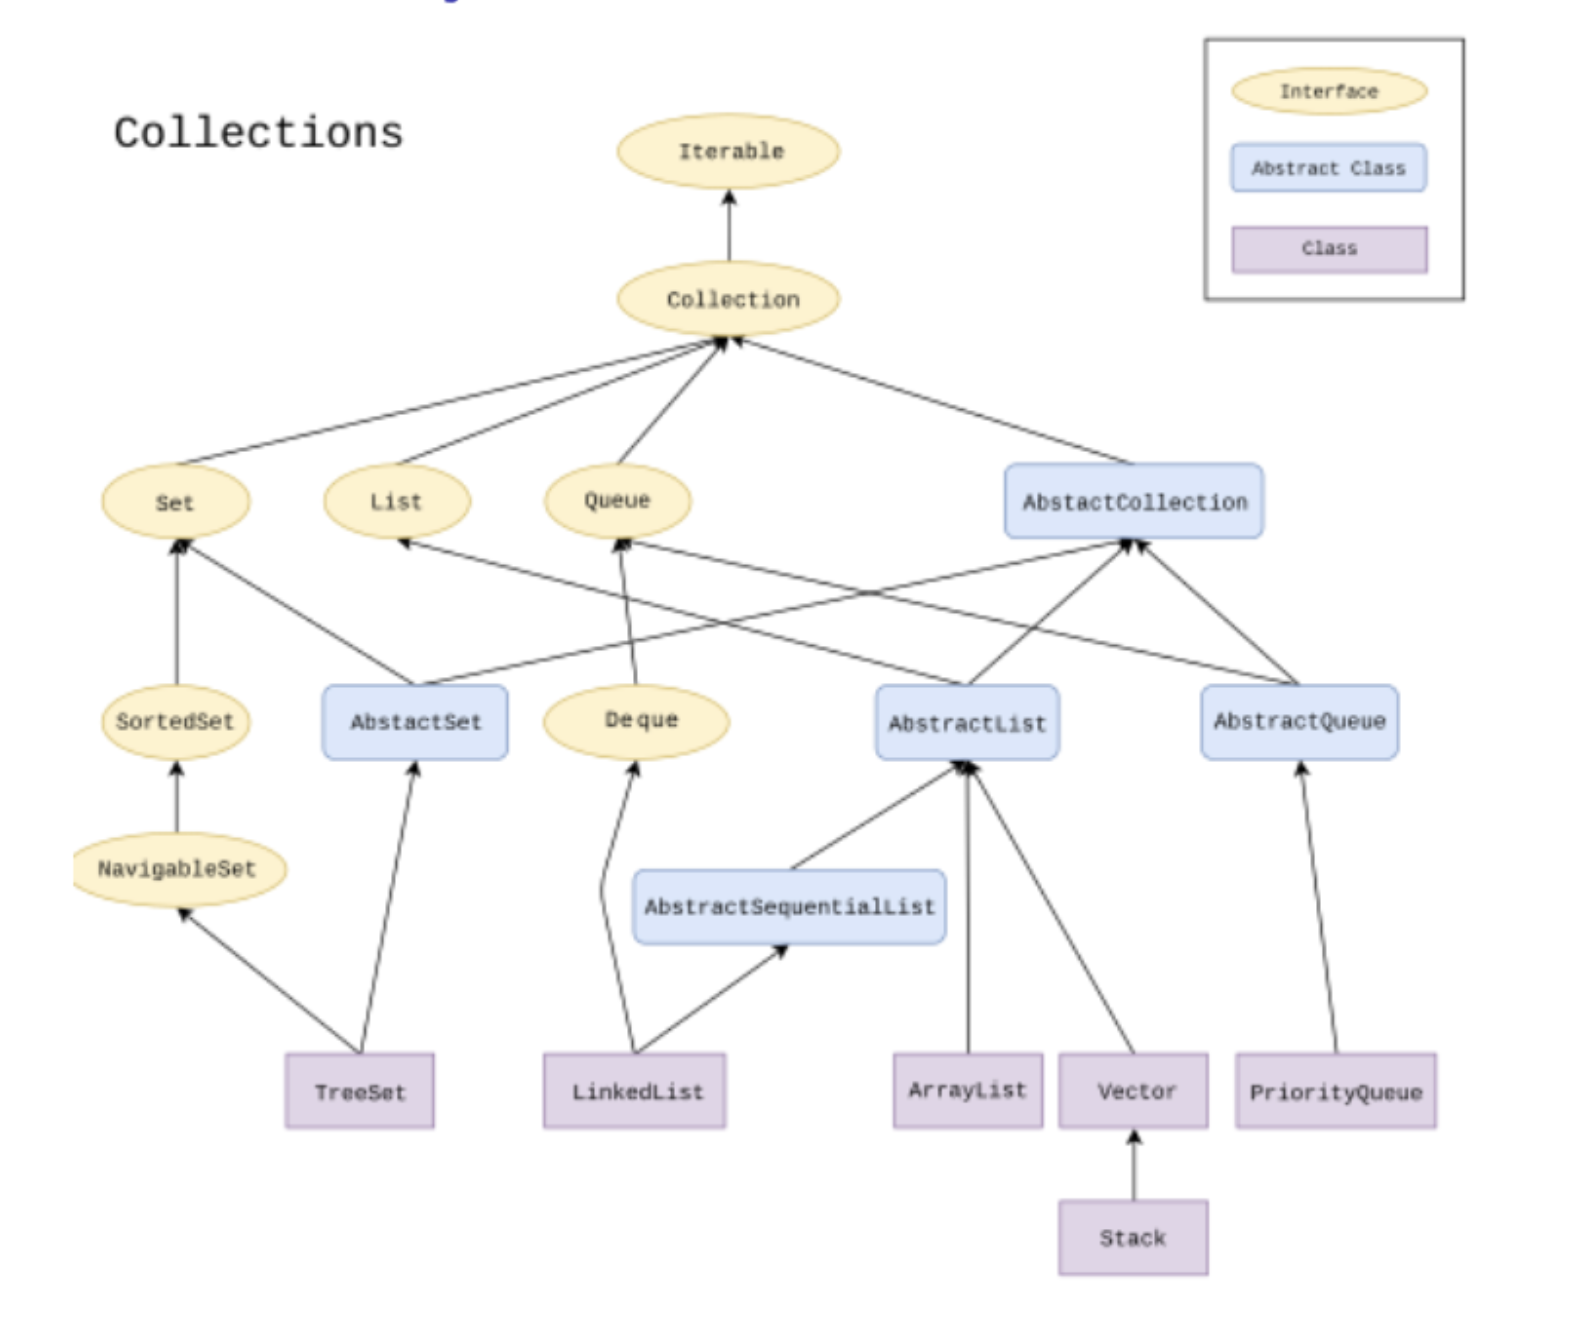 Collections
Interface
Abstract Class
Class
Iterable
Collection
Set
List
Queue
AbstactCollection
SortedSet
AbstactSet
Deque
AbstractList
AbstractQueue
NavigableSet
AbstractSequentialList
TreeSet
LinkedList
ArrayList
Vector
PriorityQueue
Stack